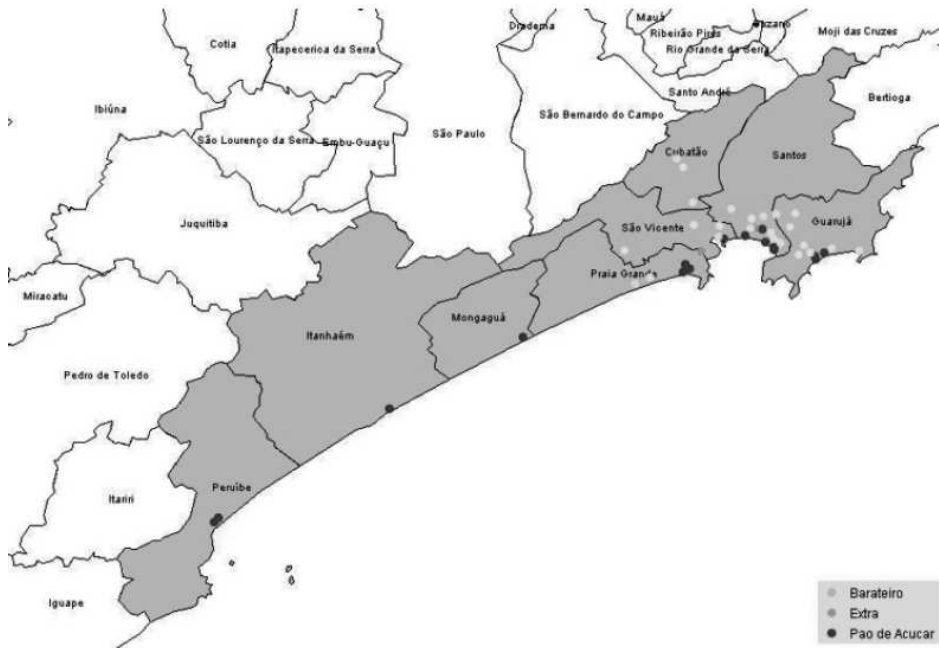 Diadema
Mauá
Ribeirão Pires
Suzano
Moji das Cruzes
Cotia
Itapecerica da Serra
Rio Grande da Serra
Santo André
Bertioga
Ibiúna
São Lourenço da Serra
Embu-Guaçu
São Paulo
São Bernardo do Campo
Cubatão
Santos
Juquitiba
São Vicente
Guarujá
Miracatu
Praia Grande
Itanhaém
Mongaguá
Pedro de Toledo
Peruíbe
Itariri
Iguape
Barateiro
Extra
Pao de Acucar